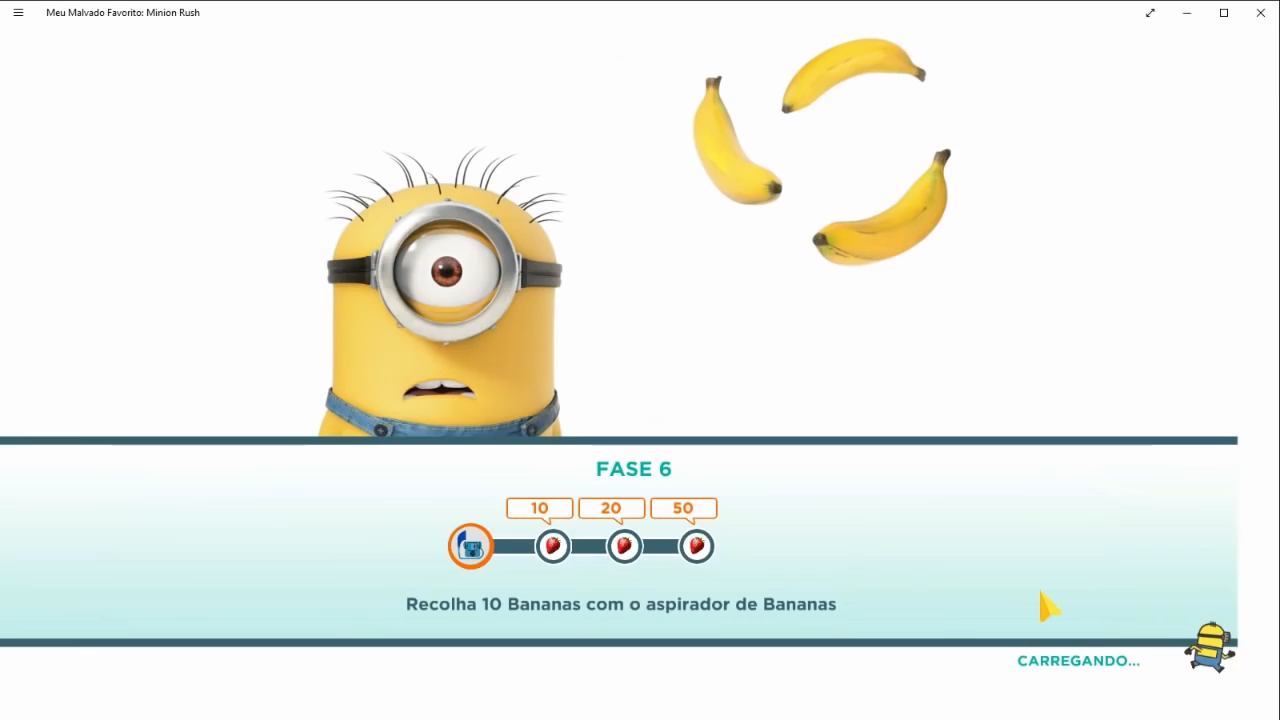 Meu Malvado Favorito: Minion Rush
FASE 6
10 20 50
Recolha 10 Bananas com o aspirador de Bananas
CARREGANDO...